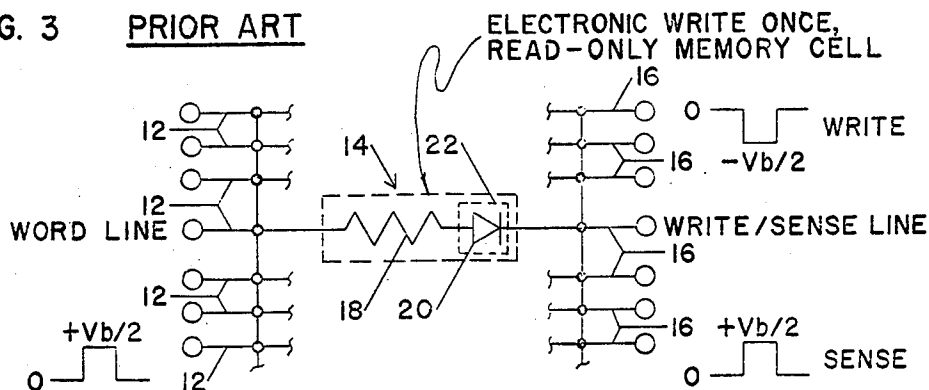 G. 3 PRIOR ART
ELECTRONIC WRITE ONCE,
READ-ONLY MEMORY CELL
16
12
0
WRITE
-Vb/2
14
22
16
12
WORD LINE
WRITE/SENSE LINE
16
12
18
20
+Vb/2
16
+Vb/2
0
12
0
SENSE